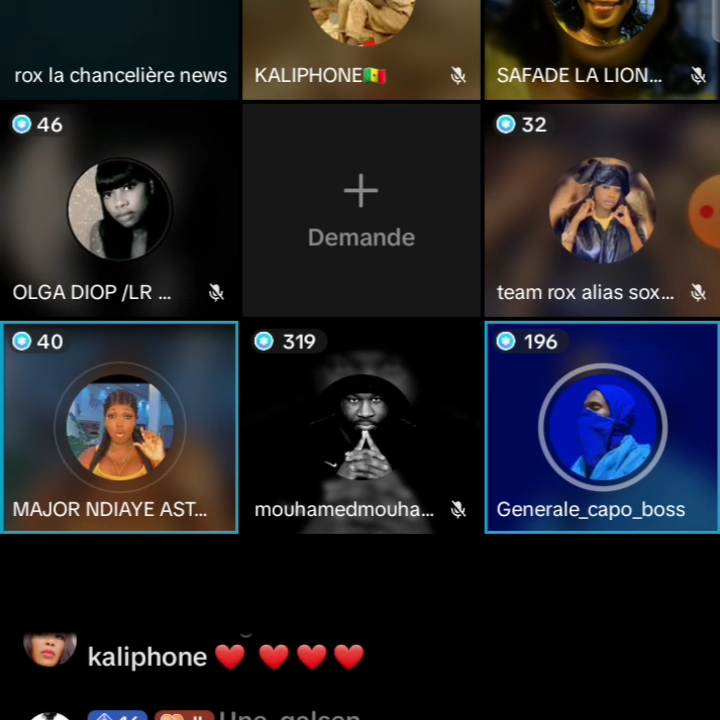 rox la chancelière news
KALIPHONE🇸🇳
SAFADE LA LION...
46
32
Demande
OLGA DIOP /LR ...
team rox alias sox...
40
319
196
MAJOR NDIAYE AST...
mouhamedmouha...
Generale_capo_boss
kaliphone ❤️ ❤️ ❤️ ❤️